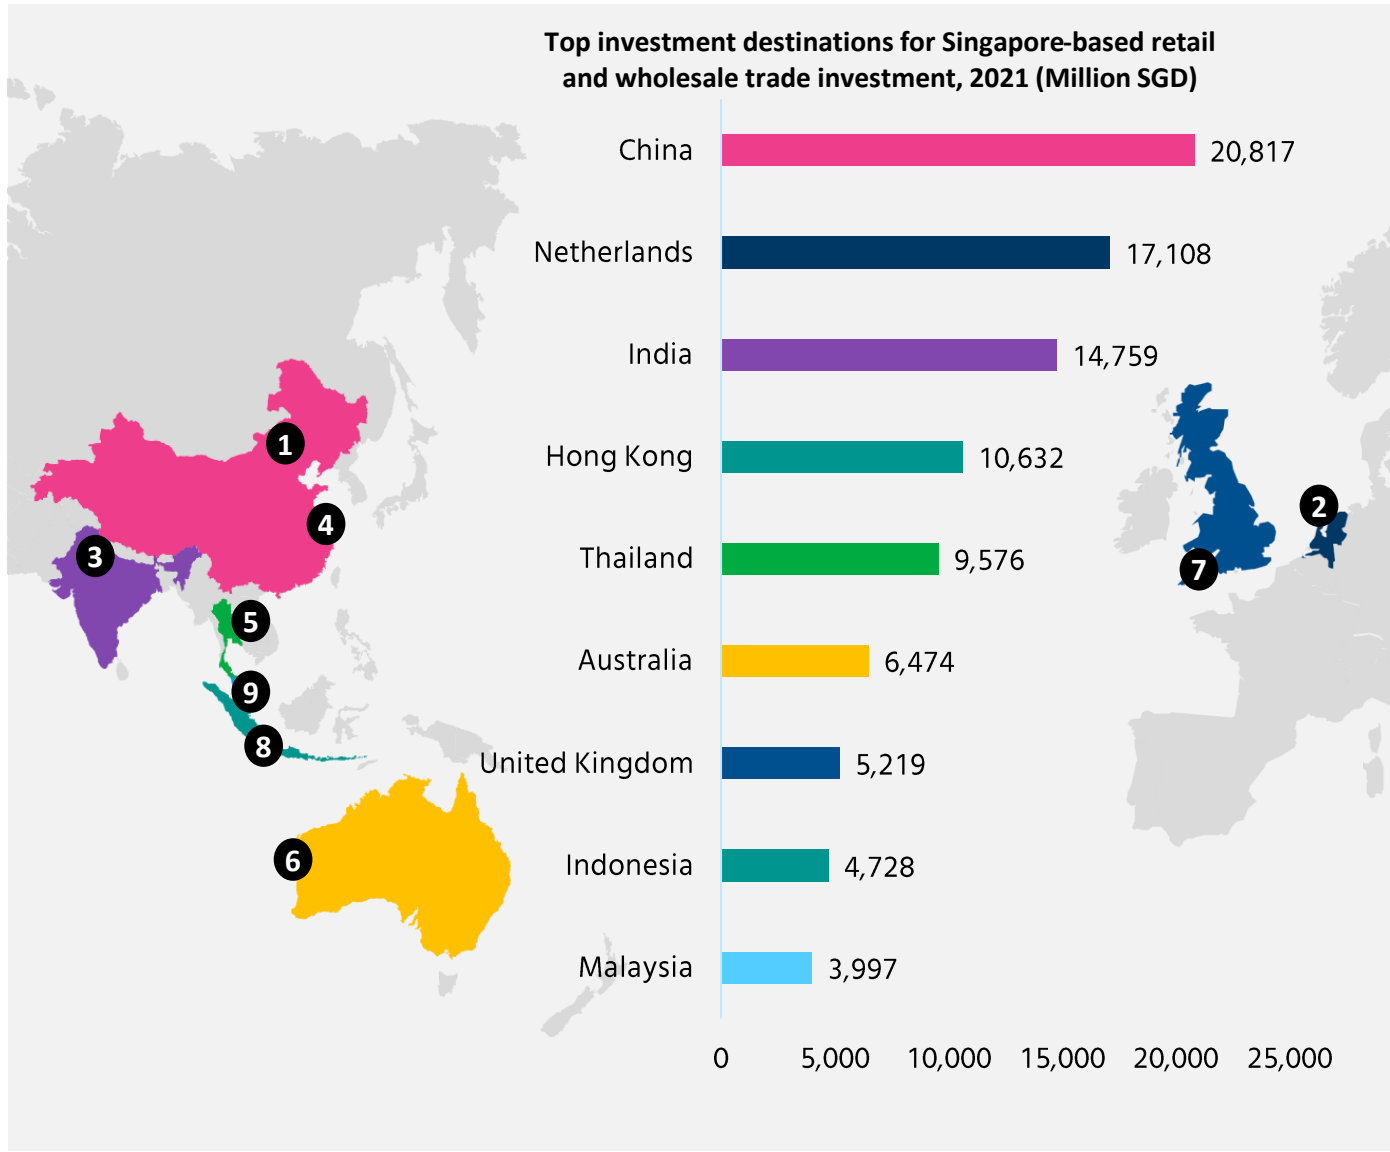 Top investment destinations for Singapore-based retail
and wholesale trade investment, 2021 (Million SGD)
China 20,817
Netherlands 17,108
India 14,759
Hong Kong 10,632
Thailand 9,576
Australia 6,474
United Kingdom 5,219
Indonesia 4,728
Malaysia 3,997
0 5,000 10,000 15,000 20,000 25,000
1
2
4
3
7
5
9
8
6